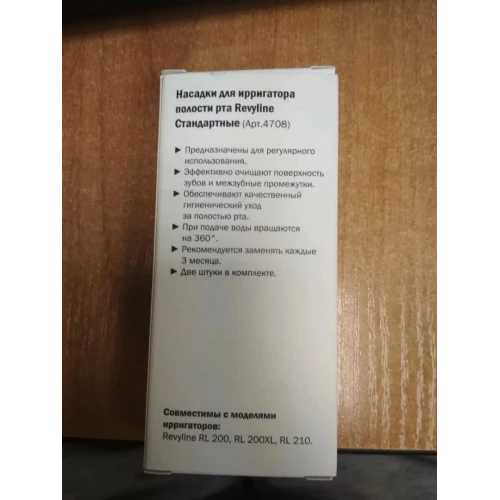 Насадки для ирригатора
полости рта Revyline
Стандартные (Арт.4708)
► Предназначены для регулярного
использования.
► Эффективно очищают поверхность
зубов и межзубные промежутки.
► Обеспечивают качественный
гигиенический уход
за полостью рта.
► При подаче воды вращаются
на 360°.
► Рекомендуется заменять каждые
3 месяца.
► Две штуки в комплекте.
Совместимы с моделями
ирригаторов:
Revyline RL 200, RL 200XL, RL 210.